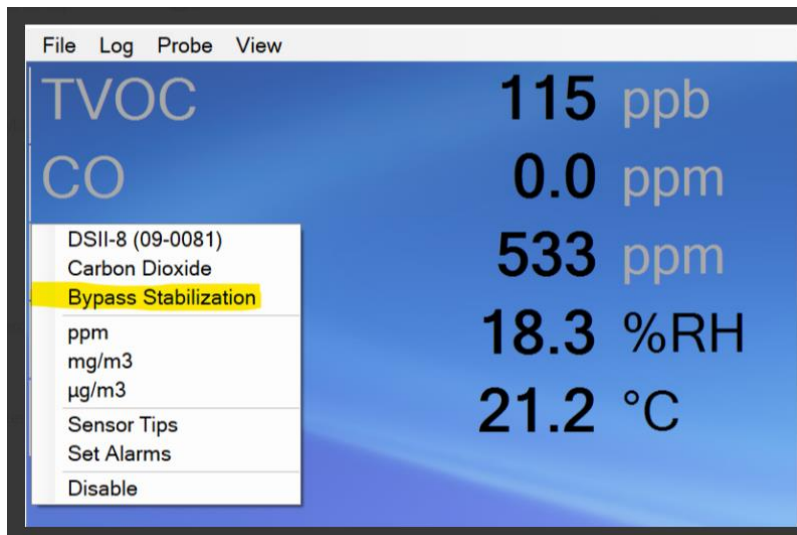 File Log Probe View
TVOC 115 ppb
CO 0.0 ppm
533 ppm
18.3 %RH
21.2 °C
DSII-8 (09-0081)
Carbon Dioxide
Bypass Stabilization
ppm
mg/m3
µg/m3
Sensor Tips
Set Alarms
Disable